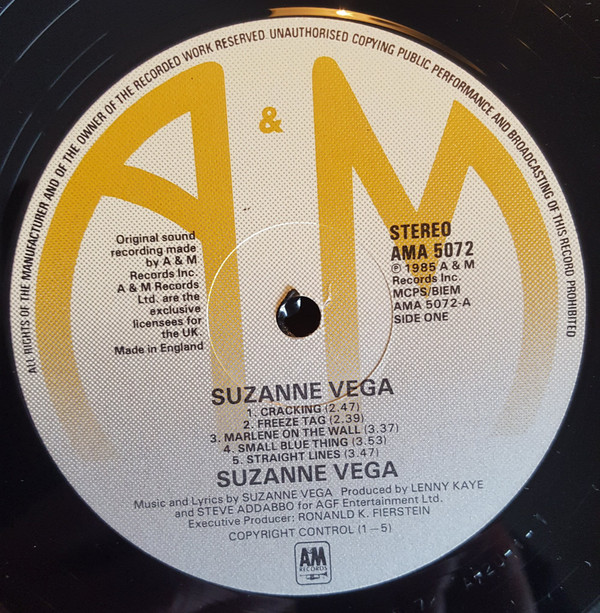 ALL RIGHTS OF THE MANUFACTURER AND OF THE OWNER OF THE RECORDED WORK RESERVED. UNAUTHORISED COPYING PUBLIC PERFORMANCE AND BROADCASTING OF THIS RECORD PROHIBITED
A & M
Original sound
recording made
by A & M
Records Inc.
A & M Records
Ltd. are the
exclusive
licensees for
the UK.
Made in England
STEREO
AMA 5072
℗ 1985 A & M
Records Inc.
MCPS/BIEM
AMA 5072-A
SIDE ONE
SUZANNE VEGA
1. CRACKING (2.47)
2. FREEZE TAG (2.39)
3. MARLENE ON THE WALL (3.37)
4. SMALL BLUE THING (3.53)
5. STRAIGHT LINES (3.47)
SUZANNE VEGA
Music and Lyrics by SUZANNE VEGA Produced by LENNY KAYE
and STEVE ADDABBO for AGF Entertainment Ltd.
Executive Producer: RONANLD K. FIERSTEIN
COPYRIGHT CONTROL (1–5)
AM
RECORDS